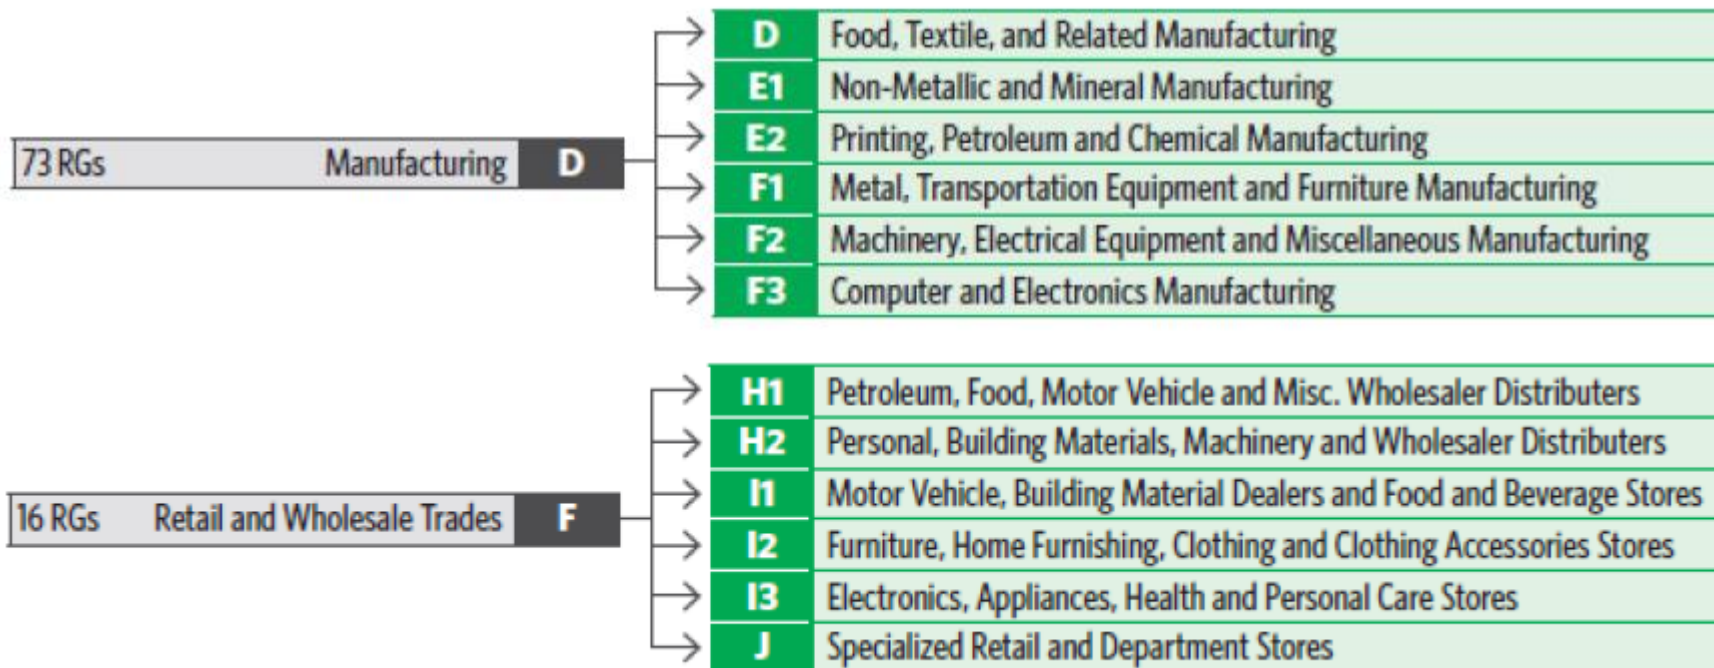 D Food, Textile, and Related Manufacturing
E1 Non-Metallic and Mineral Manufacturing
E2 Printing, Petroleum and Chemical Manufacturing
73 RGs Manufacturing D
F1 Metal, Transportation Equipment and Furniture Manufacturing
F2 Machinery, Electrical Equipment and Miscellaneous Manufacturing
F3 Computer and Electronics Manufacturing
H1 Petroleum, Food, Motor Vehicle and Misc. Wholesaler Distributers
H2 Personal, Building Materials, Machinery and Wholesaler Distributers
I1 Motor Vehicle, Building Material Dealers and Food and Beverage Stores
16 RGs Retail and Wholesale Trades F
I2 Furniture, Home Furnishing, Clothing and Clothing Accessories Stores
I3 Electronics, Appliances, Health and Personal Care Stores
J Specialized Retail and Department Stores